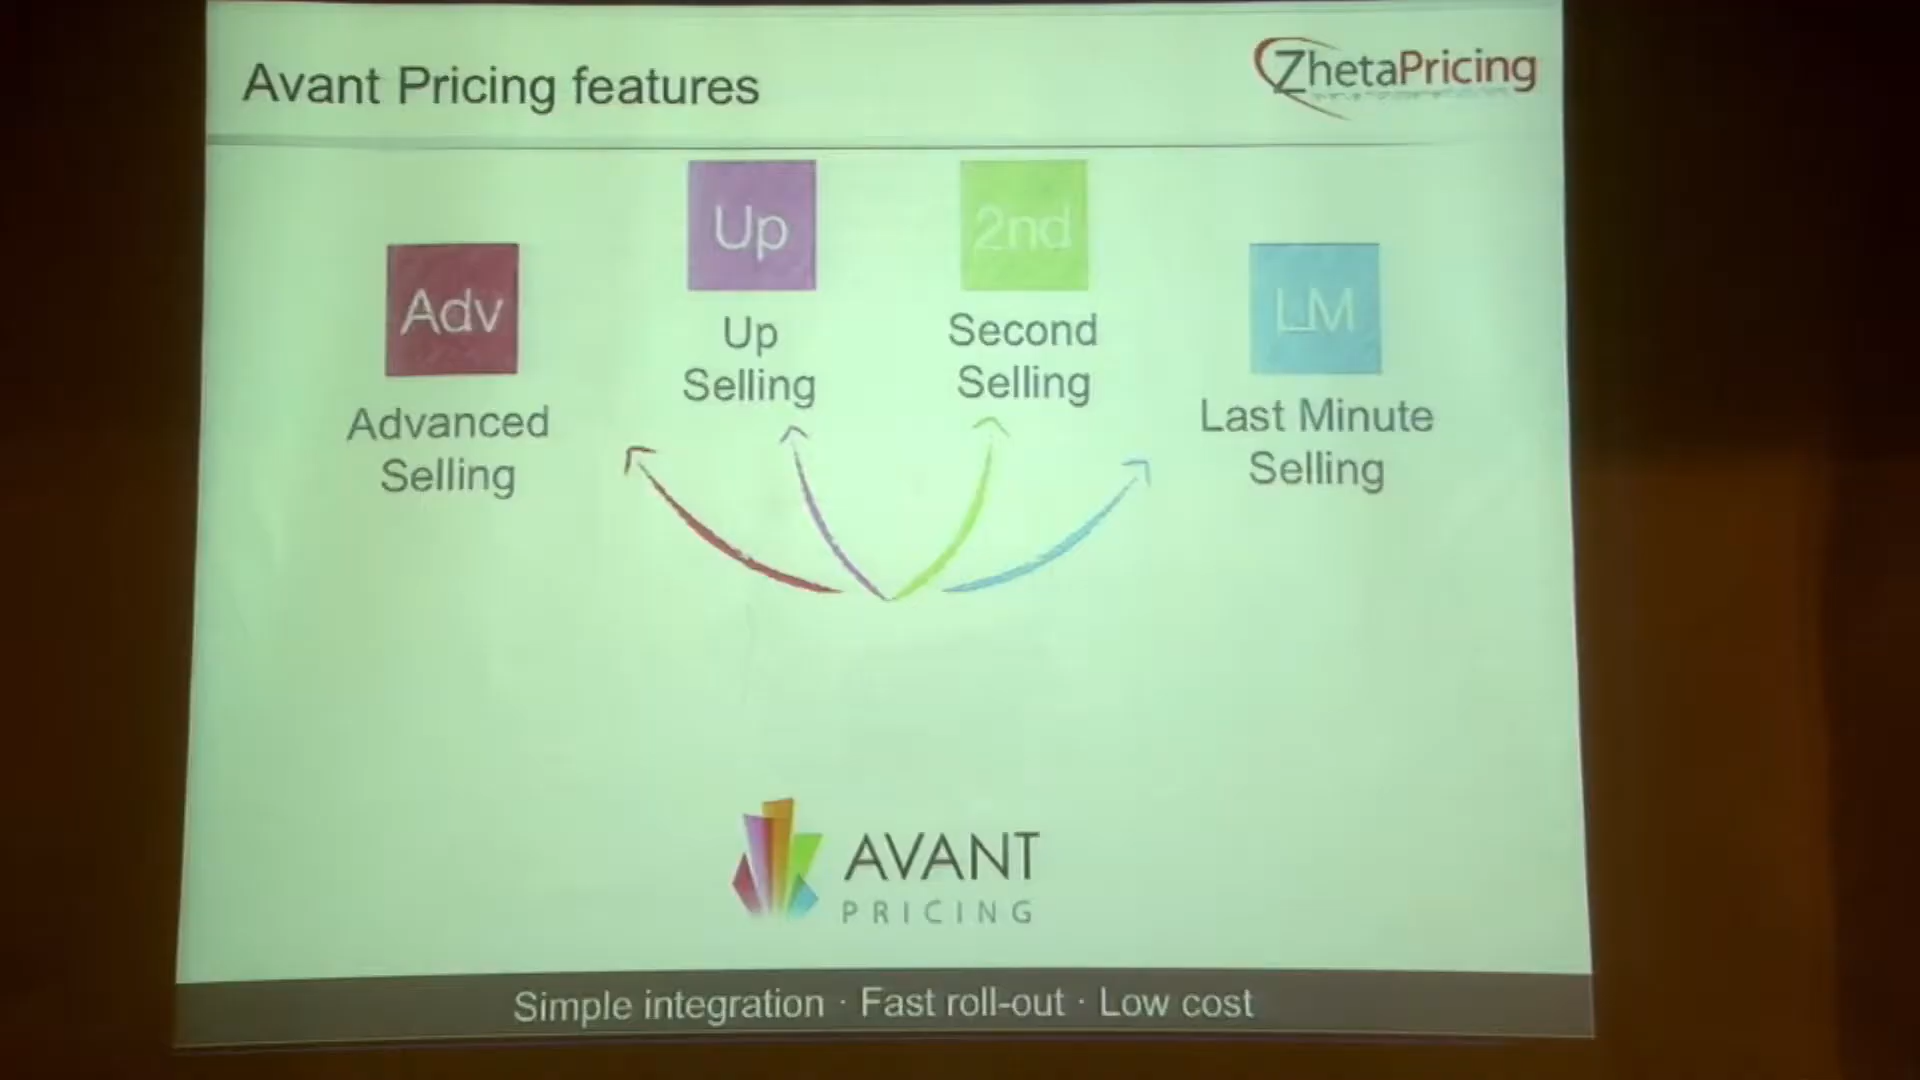 Avant Pricing features
ZhetaPricing
Adv
Up
2nd
LM
Advanced
Selling
Up
Selling
Second
Selling
Last Minute
Selling
AVANT
PRICING
Simple integration · Fast roll-out · Low cost